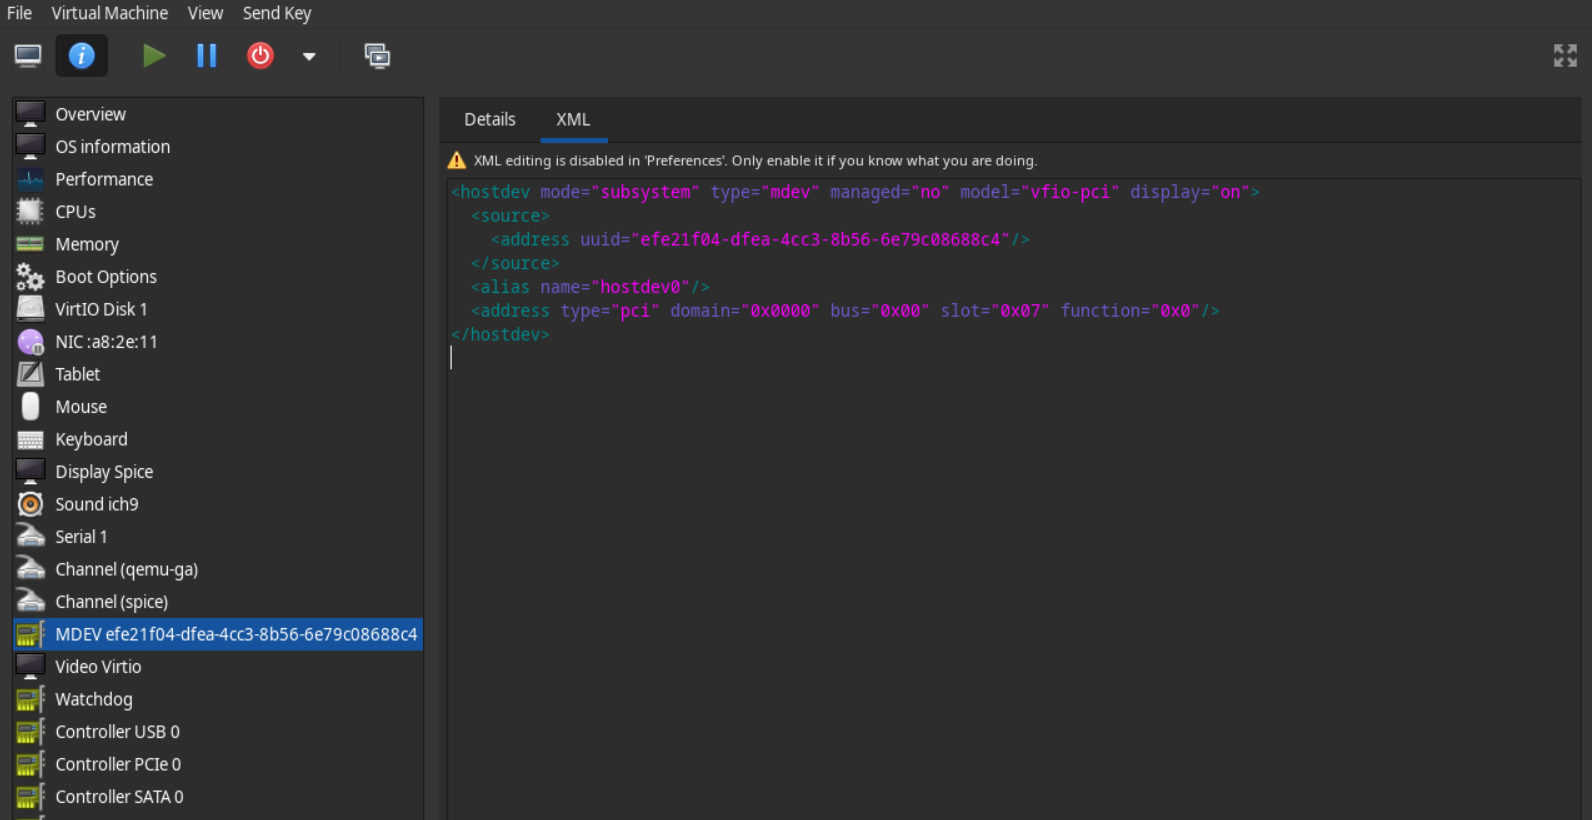 File Virtual Machine View Send Key
Overview
OS information
Performance
CPUs
Memory
Boot Options
VirtIO Disk 1
NIC :a8:2e:11
Tablet
Mouse
Keyboard
Display Spice
Sound ich9
Serial 1
Channel (qemu-ga)
Channel (spice)
MDEV efe21f04-dfea-4cc3-8b56-6e79c08688c4
Video Virtio
Watchdog
Controller USB 0
Controller PCIe 0
Controller SATA 0
Details XML
XML editing is disabled in 'Preferences'. Only enable it if you know what you are doing.
<hostdev mode="subsystem" type="mdev" managed="no" model="vfio-pci" display="on">
  <source>
    <address uuid="efe21f04-dfea-4cc3-8b56-6e79c08688c4"/>
  </source>
  <alias name="hostdev0"/>
  <address type="pci" domain="0x0000" bus="0x00" slot="0x07" function="0x0"/>
</hostdev>